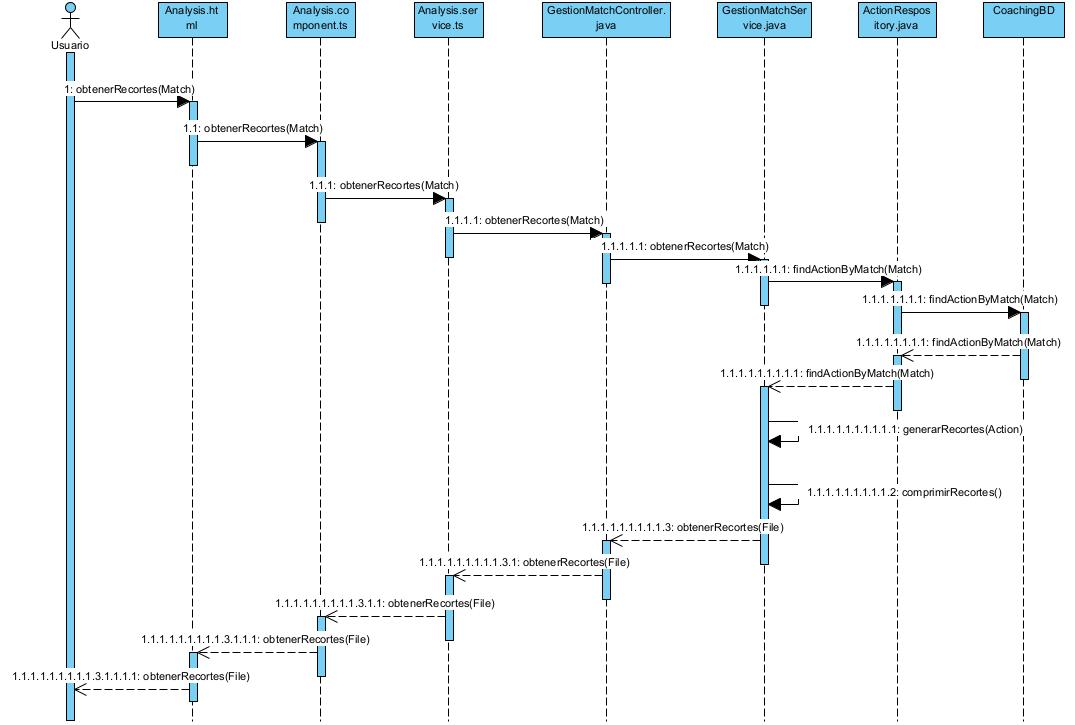 Analysis.ht
ml
Analysis.co
mponent.ts
Analysis.ser
vice.ts
GestionMatchController.
java
GestionMatchSer
vice.java
ActionRespos
itory.java
CoachingBD
Usuario
1: obtenerRecortes(Match)
1.1: obtenerRecortes(Match)
1.1.1: obtenerRecortes(Match)
1.1.1.1: obtenerRecortes(Match)
1.1.1.1.1: obtenerRecortes(Match)
1.1.1.1.1.1: findActionByMatch(Match)
1.1.1.1.1.1.1: findActionByMatch(Match)
1.1.1.1.1.1.1.1: findActionByMatch(Match)
1.1.1.1.1.1.1.1.1: findActionByMatch(Match)
1.1.1.1.1.1.1.1.1.1: generarRecortes(Action)
1.1.1.1.1.1.1.1.1.2: comprimirRecortes()
1.1.1.1.1.1.1.1.1.3: obtenerRecortes(File)
1.1.1.1.1.1.1.1.1.3.1: obtenerRecortes(File)
1.1.1.1.1.1.1.1.1.3.1.1: obtenerRecortes(File)
1.1.1.1.1.1.1.1.1.3.1.1.1: obtenerRecortes(File)
1.1.1.1.1.1.1.1.1.3.1.1.1.1: obtenerRecortes(File)